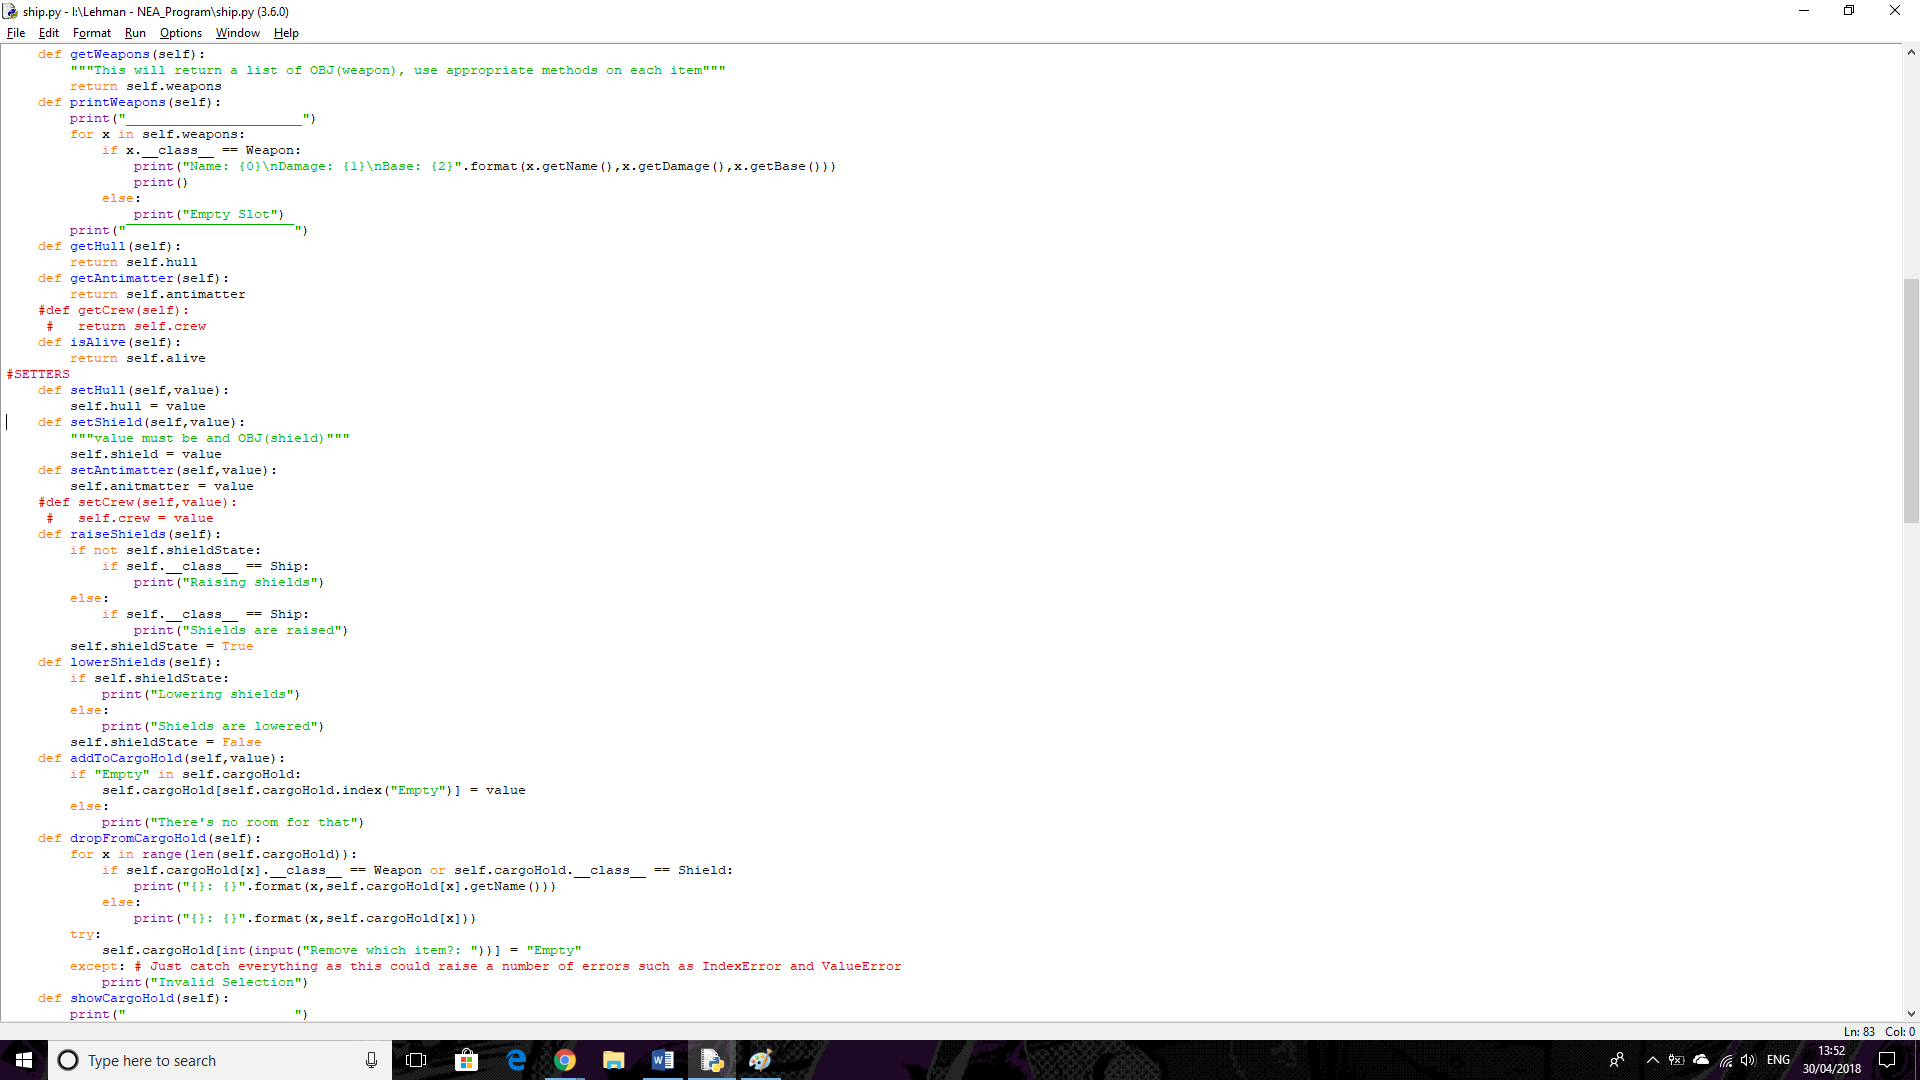 ship.py - I:\Lehman - NEA_Program\ship.py (3.6.0)
File Edit Format Run Options Window Help
    def getWeapons(self):
        """This will return a list of OBJ(weapon), use appropriate methods on each item"""
        return self.weapons
    def printWeapons(self):
        print("______________________")
        for x in self.weapons:
            if x.__class__ == Weapon:
                print("Name: {0}\nDamage: {1}\nBase: {2}".format(x.getName(),x.getDamage(),x.getBase()))
                print()
            else:
                print("Empty Slot")
        print("‾‾‾‾‾‾‾‾‾‾‾‾‾‾‾‾‾‾‾‾‾")
    def getHull(self):
        return self.hull
    def getAntimatter(self):
        return self.antimatter
    #def getCrew(self):
     #   return self.crew
    def isAlive(self):
        return self.alive
#SETTERS
    def setHull(self,value):
        self.hull = value
    def setShield(self,value):
        """value must be and OBJ(shield)"""
        self.shield = value
    def setAntimatter(self,value):
        self.anitmatter = value
    #def setCrew(self,value):
     #   self.crew = value
    def raiseShields(self):
        if not self.shieldState:
            if self.__class__ == Ship:
                print("Raising shields")
        else:
            if self.__class__ == Ship:
                print("Shields are raised")
        self.shieldState = True
    def lowerShields(self):
        if self.shieldState:
            print("Lowering shields")
        else:
            print("Shields are lowered")
        self.shieldState = False
    def addToCargoHold(self,value):
        if "Empty" in self.cargoHold:
            self.cargoHold[self.cargoHold.index("Empty")] = value
        else:
            print("There's no room for that")
    def dropFromCargoHold(self):
        for x in range(len(self.cargoHold)):
            if self.cargoHold[x].__class__ == Weapon or self.cargoHold.__class__ == Shield:
                print("{}: {}".format(x,self.cargoHold[x].getName()))
            else:
                print("{}: {}".format(x,self.cargoHold[x]))
        try:
            self.cargoHold[int(input("Remove which item?: "))] = "Empty"
        except: # Just catch everything as this could raise a number of errors such as IndexError and ValueError
            print("Invalid Selection")
    def showCargoHold(self):
        print("                     ")
Ln: 83 Col: 0
Type here to search
ENG
13:52
30/04/2018